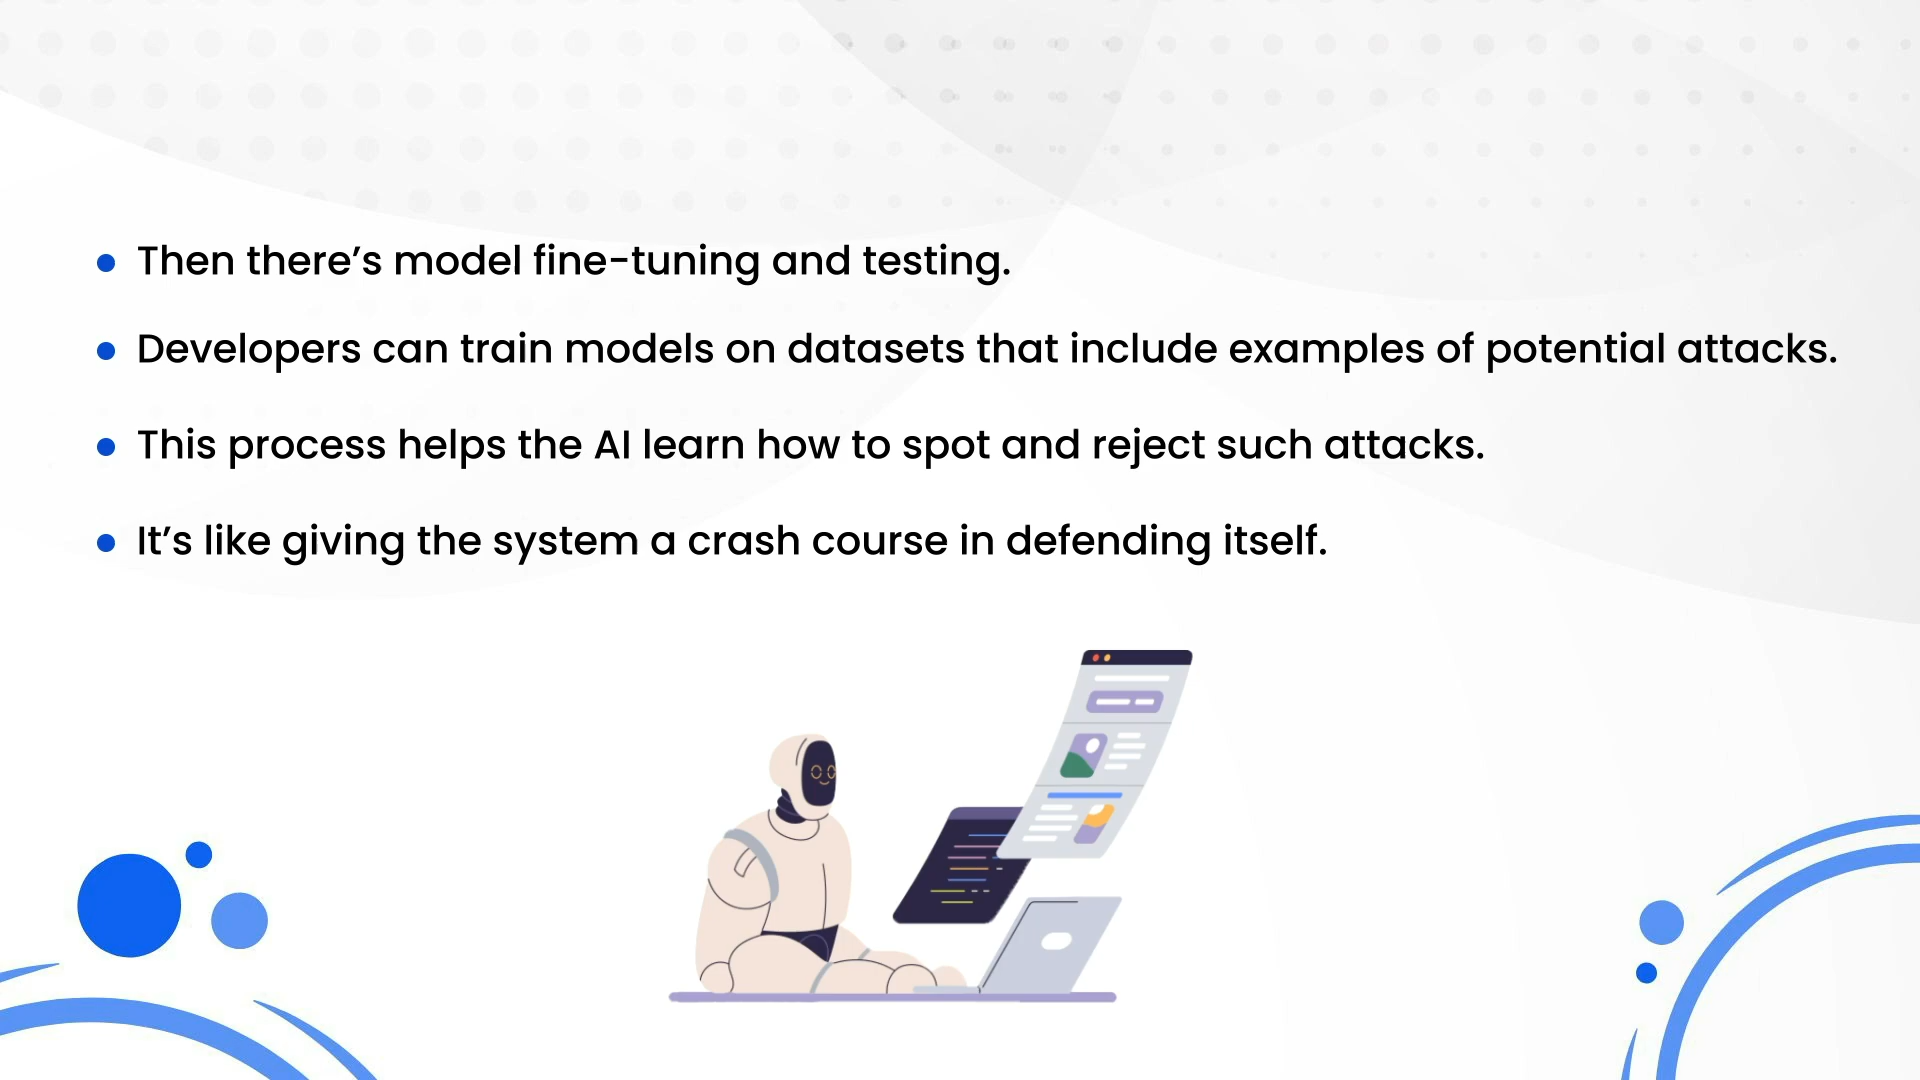 Then there’s model fine-tuning and testing.
Developers can train models on datasets that include examples of potential attacks.
This process helps the AI learn how to spot and reject such attacks.
It’s like giving the system a crash course in defending itself.